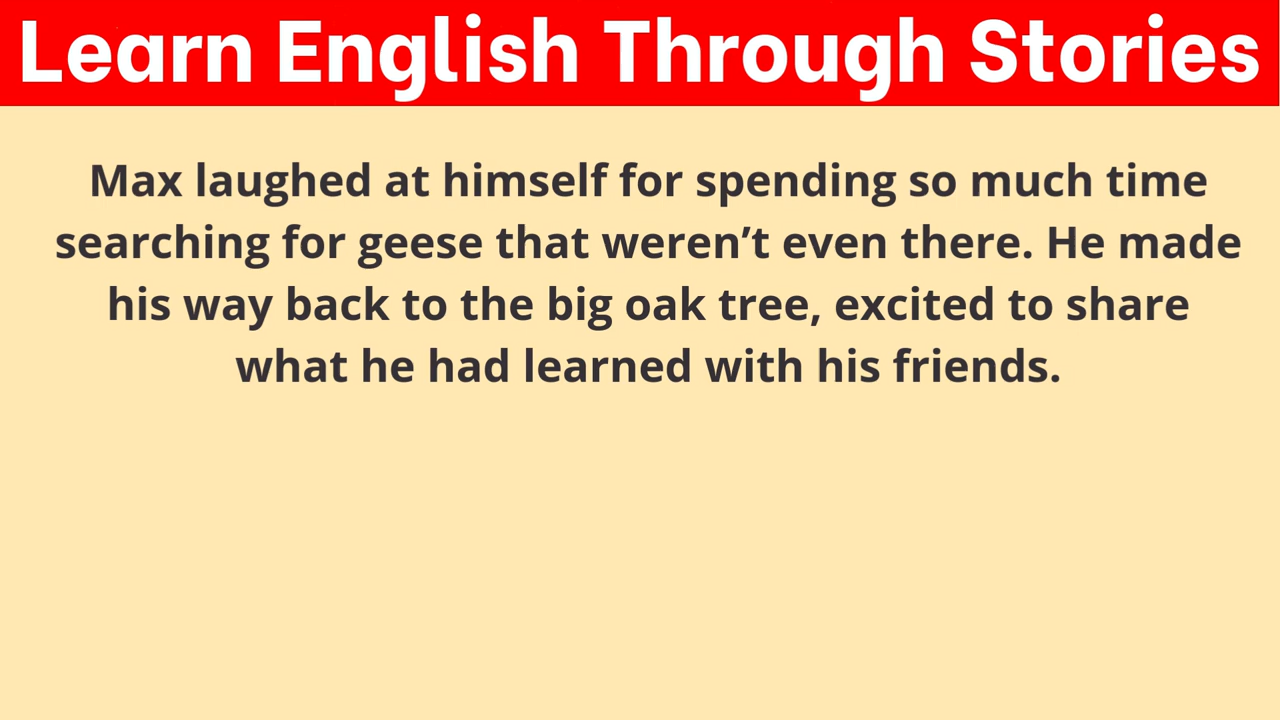 Learn English Through Stories
Max laughed at himself for spending so much time
searching for geese that weren’t even there. He made
his way back to the big oak tree, excited to share
what he had learned with his friends.